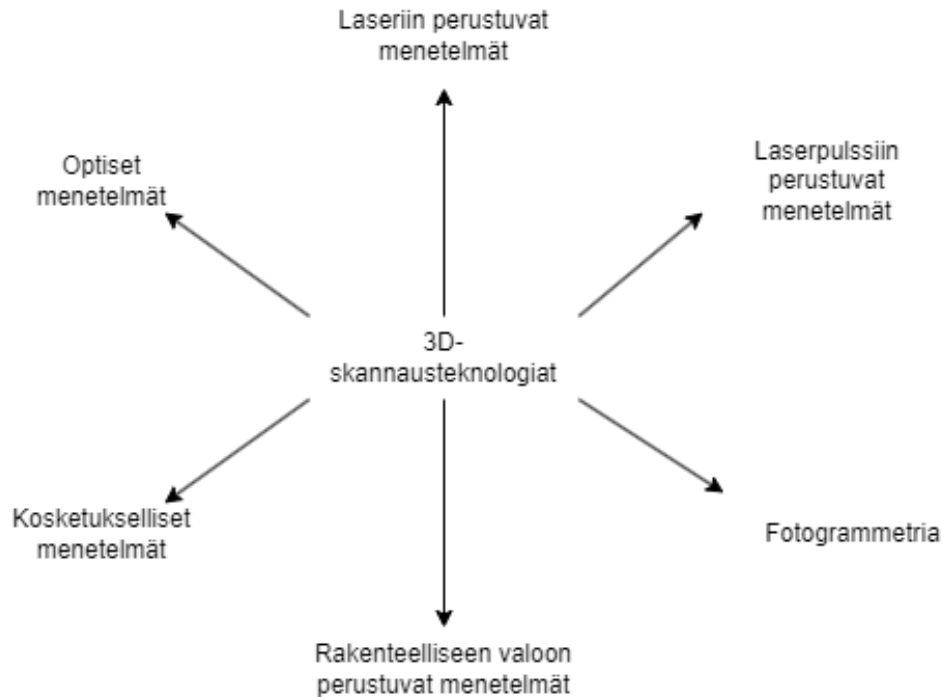 Laseriin perustuvat
menetelmät
Optiset
menetelmät
Laserpulssiin
perustuvat
menetelmät
3D-
skannausteknologiat
Kosketukselliset
menetelmät
Fotogrammetria
Rakenteelliseen valoon
perustuvat menetelmät